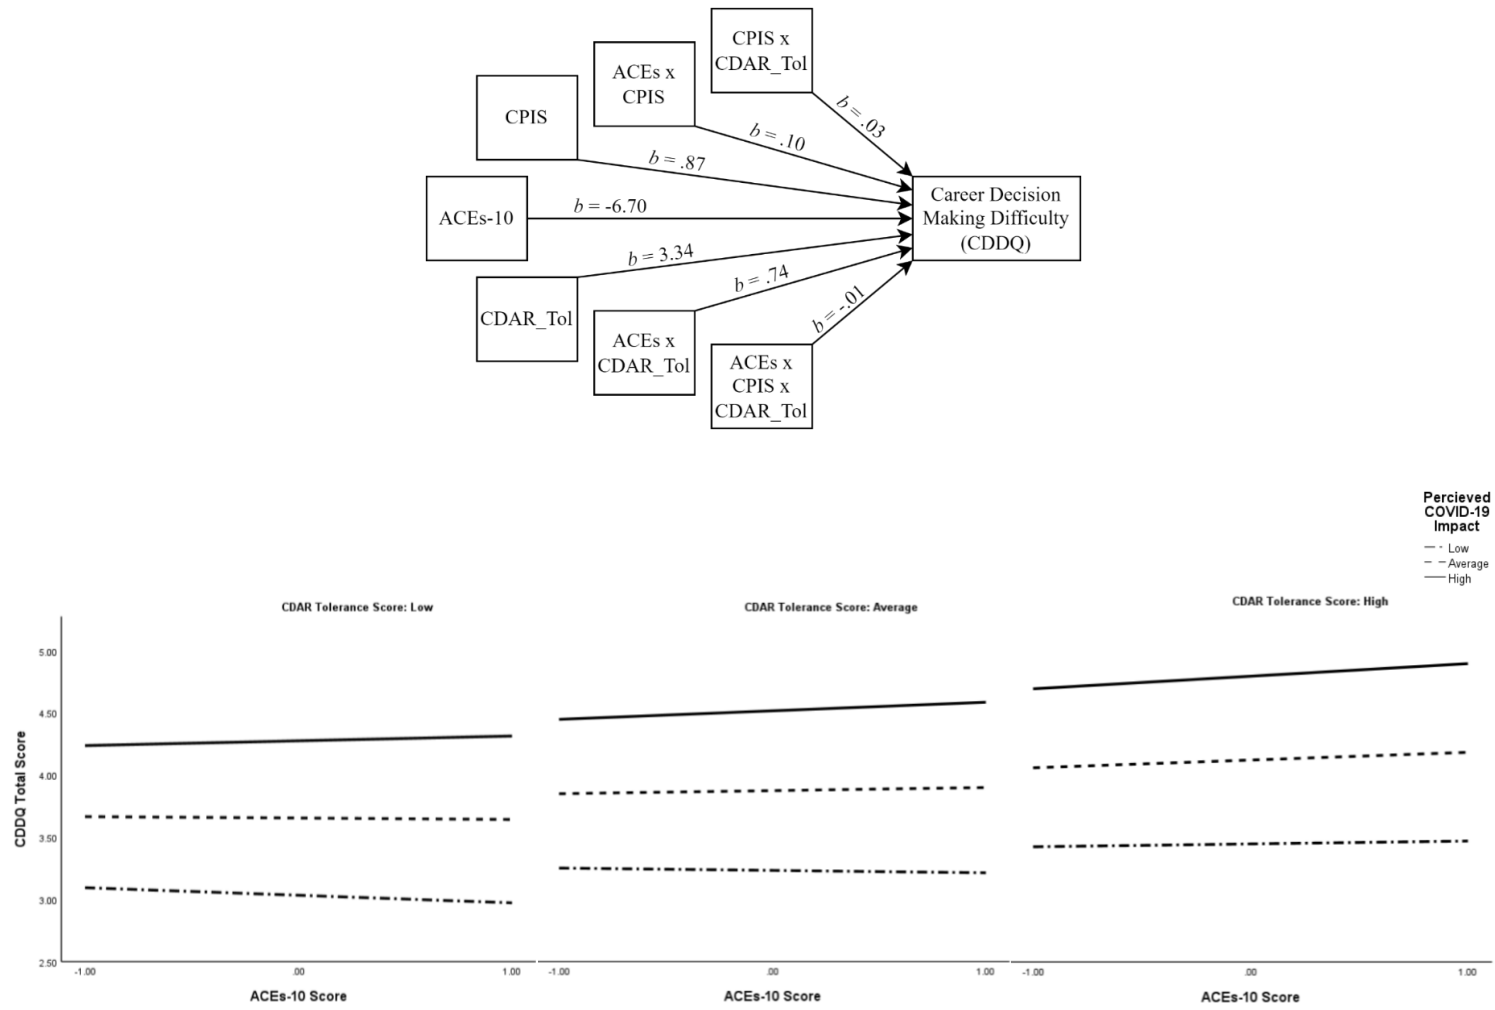 CPIS x
CDAR_Tol
ACEs x
CPIS
CPIS
b = .03
b = .10
b = .87
ACEs-10
b = -6.70
Career Decision
Making Difficulty
(CDDQ)
b = 3.34
b = .74
b = -.01
CDAR_Tol
ACEs x
CDAR_Tol
ACEs x
CPIS x
CDAR_Tol
Percieved
COVID-19
Impact
Low
Average
High
CDAR Tolerance Score: Low
CDAR Tolerance Score: Average
CDAR Tolerance Score: High
CDDQ Total Score
5.00
4.50
4.00
3.50
3.00
2.50
-1.00 .00 1.00
-1.00 .00 1.00
-1.00 .00 1.00
ACEs-10 Score
ACEs-10 Score
ACEs-10 Score